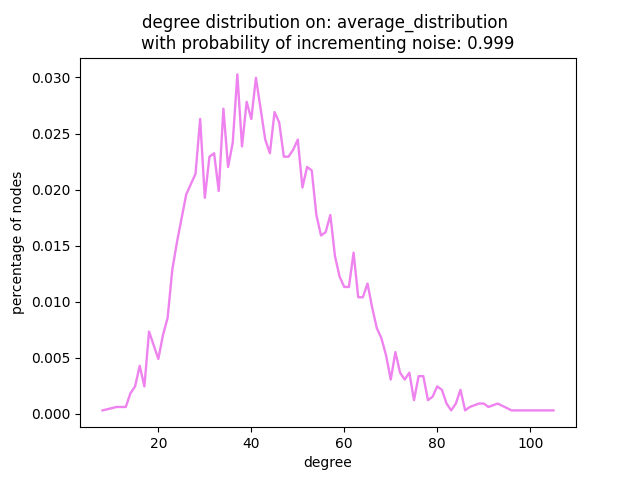 degree distribution on: average_distribution
with probability of incrementing noise: 0.999
percentage of nodes
0.030
0.025
0.020
0.015
0.010
0.005
0.000
20 40 60 80 100
degree